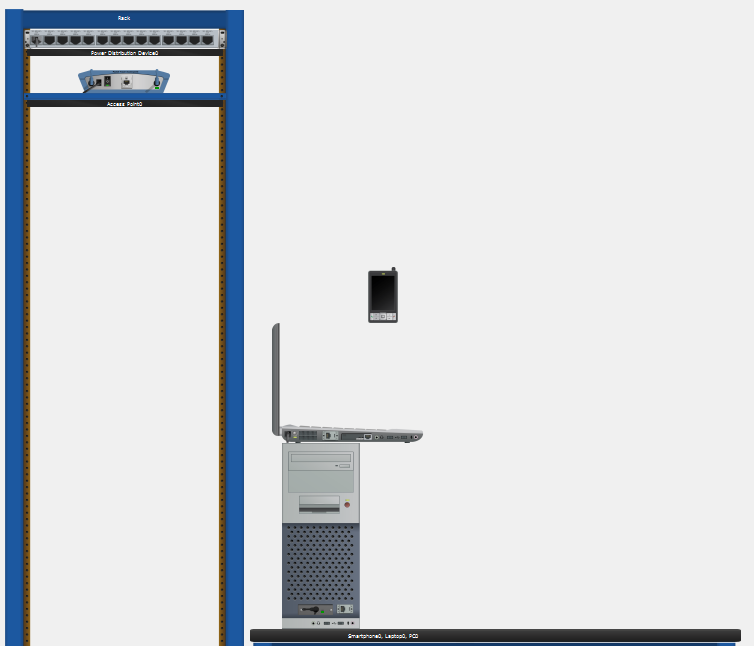 Rack
Power Distribution Device0
Access Point0
Smartphone0, Laptop0, PC0